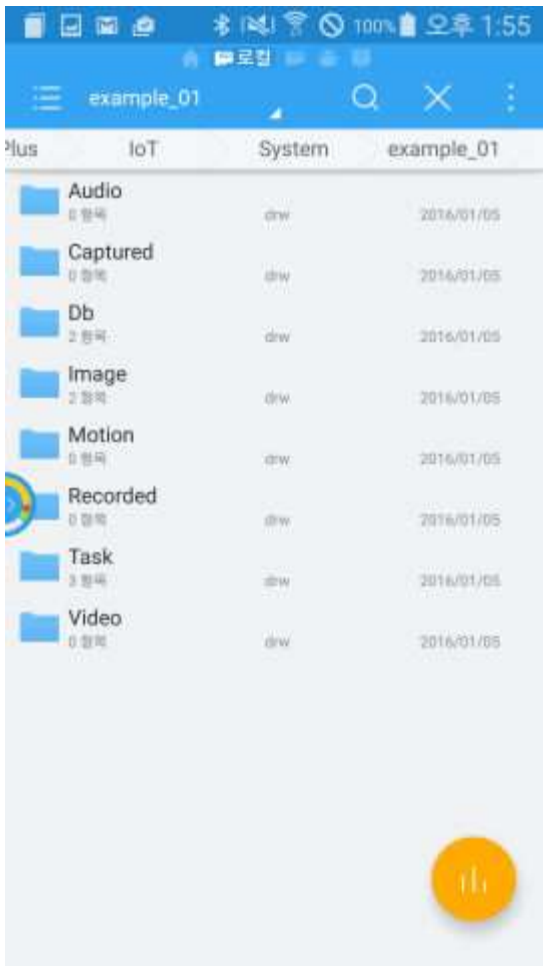 100% 오후 1:55
로컬
example_01
Plus IoT System example_01
Audio
0 항목 drw 2016/01/05
Captured
0 항목 drw 2016/01/05
Db
2 항목 drw 2016/01/05
Image
2 항목 drw 2016/01/05
Motion
0 항목 drw 2016/01/05
Recorded
0 항목 drw 2016/01/05
Task
3 항목 drw 2016/01/05
Video
0 항목 drw 2016/01/05